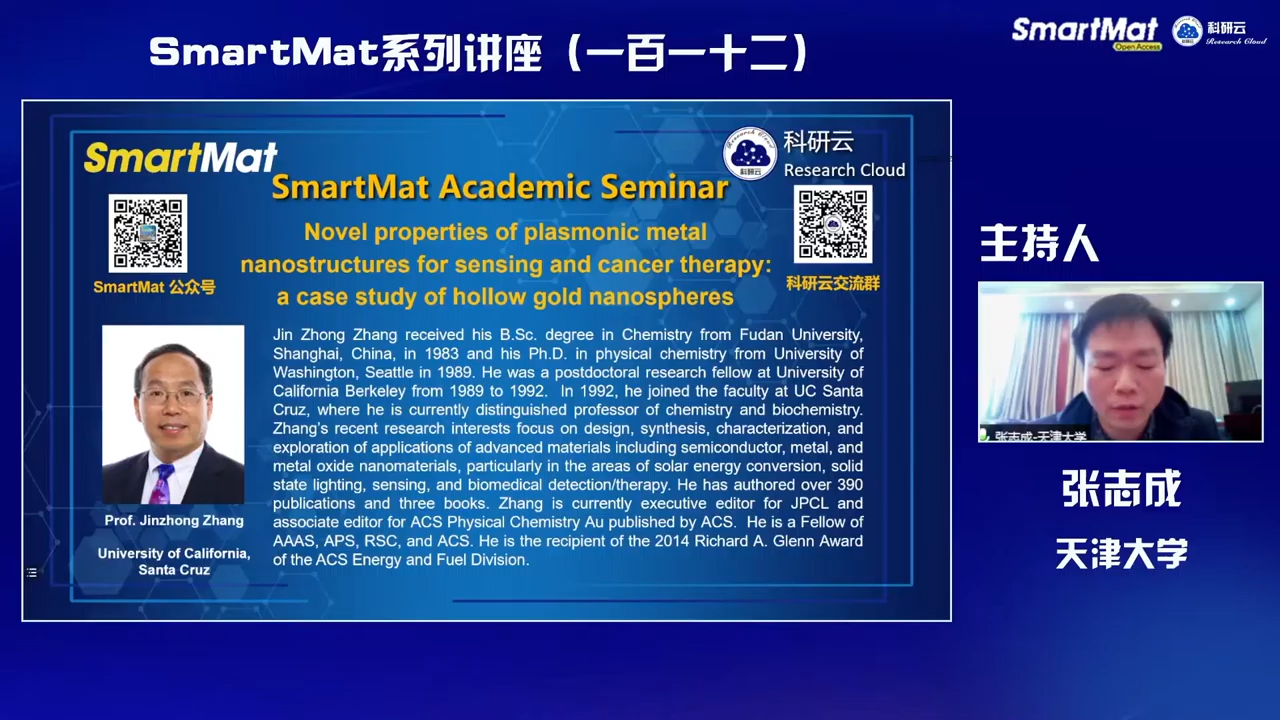 SmartMat系列讲座（一百一十二）
SmartMat
Open Access
科研云
Research Cloud
SmartMat
科研云
Research Cloud
SmartMat Academic Seminar
Novel properties of plasmonic metal
nanostructures for sensing and cancer therapy:
a case study of hollow gold nanospheres
SmartMat 公众号
科研云交流群
Jin Zhong Zhang received his B.Sc. degree in Chemistry from Fudan University,
Shanghai, China, in 1983 and his Ph.D. in physical chemistry from University of
Washington, Seattle in 1989. He was a postdoctoral research fellow at University of
California Berkeley from 1989 to 1992. In 1992, he joined the faculty at UC Santa
Cruz, where he is currently distinguished professor of chemistry and biochemistry.
Zhang's recent research interests focus on design, synthesis, characterization, and
exploration of applications of advanced materials including semiconductor, metal, and
metal oxide nanomaterials, particularly in the areas of solar energy conversion, solid
state lighting, sensing, and biomedical detection/therapy. He has authored over 390
publications and three books. Zhang is currently executive editor for JPCL and
associate editor for ACS Physical Chemistry Au published by ACS. He is a Fellow of
AAAS, APS, RSC, and ACS. He is the recipient of the 2014 Richard A. Glenn Award
of the ACS Energy and Fuel Division.
Prof. Jinzhong Zhang
University of California,
Santa Cruz
主持人
张志成-天津大学
张志成
天津大学